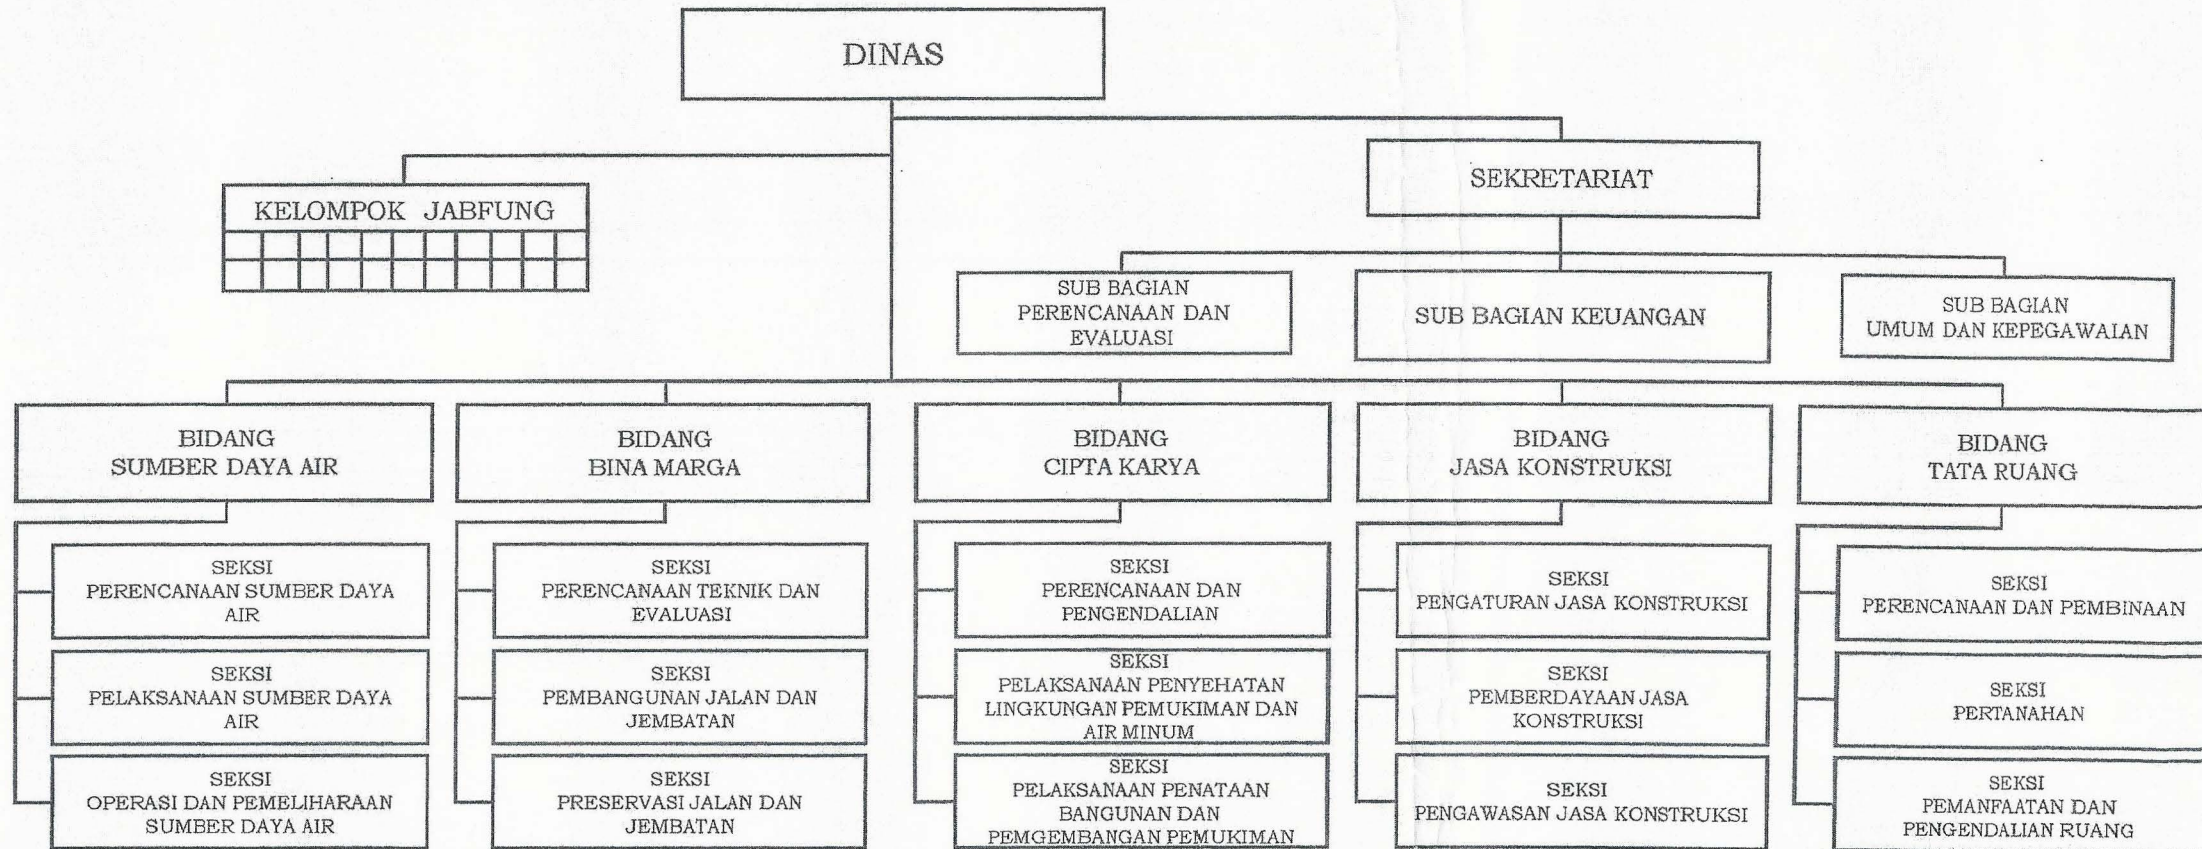 DINAS
SEKRETARIAT
KELOMPOK JABFUNG
SUB BAGIAN
PERENCANAAN DAN
EVALUASI
SUB BAGIAN KEUANGAN
SUB BAGIAN
UMUM DAN KEPEGAWAIAN
BIDANG
SUMBER DAYA AIR
BIDANG
BINA MARGA
BIDANG
CIPTA KARYA
BIDANG
JASA KONSTRUKSI
BIDANG
TATA RUANG
SEKSI
PERENCANAAN SUMBER DAYA
AIR
SEKSI
PELAKSANAAN SUMBER DAYA
AIR
SEKSI
OPERASI DAN PEMELIHARAAN
SUMBER DAYA AIR
SEKSI
PERENCANAAN TEKNIK DAN
EVALUASI
SEKSI
PEMBANGUNAN JALAN DAN
JEMBATAN
SEKSI
PRESERVASI JALAN DAN
JEMBATAN
SEKSI
PERENCANAAN DAN
PENGENDALIAN
SEKSI
PELAKSANAAN PENYEHATAN
LINGKUNGAN PEMUKIMAN DAN
AIR MINUM
SEKSI
PELAKSANAAN PENATAAN
BANGUNAN DAN
PEMGEMBANGAN PEMUKIMAN
SEKSI
PENGATURAN JASA KONSTRUKSI
SEKSI
PEMBERDAYAAN JASA
KONSTRUKSI
SEKSI
PENGAWASAN JASA KONSTRUKSI
SEKSI
PERENCANAAN DAN PEMBINAAN
SEKSI
PERTANAHAN
SEKSI
PEMANFAATAN DAN
PENGENDALIAN RUANG